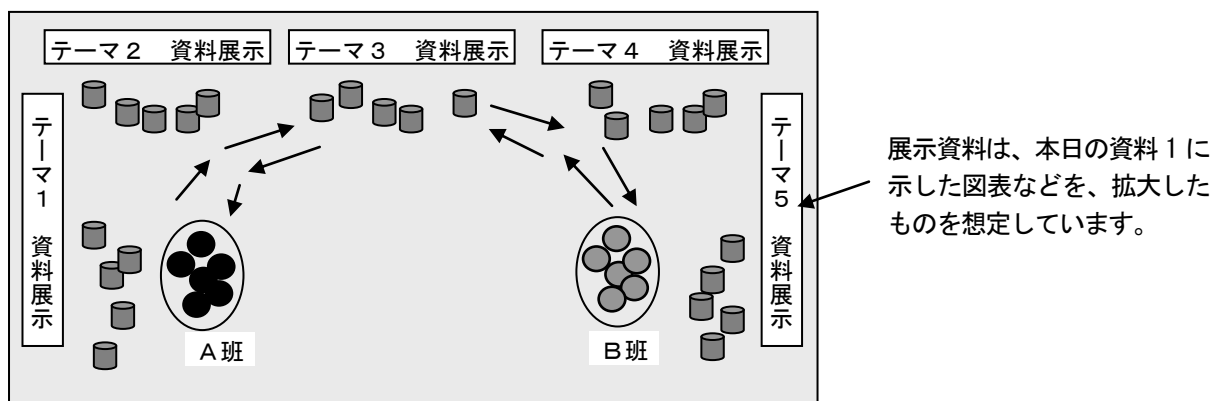 テーマ２　資料展示
テーマ３　資料展示
テーマ４　資料展示
テーマ１　資料展示
テーマ５　資料展示
展示資料は、本日の資料１に
示した図表などを、拡大した
ものを想定しています。
Ａ班
Ｂ班